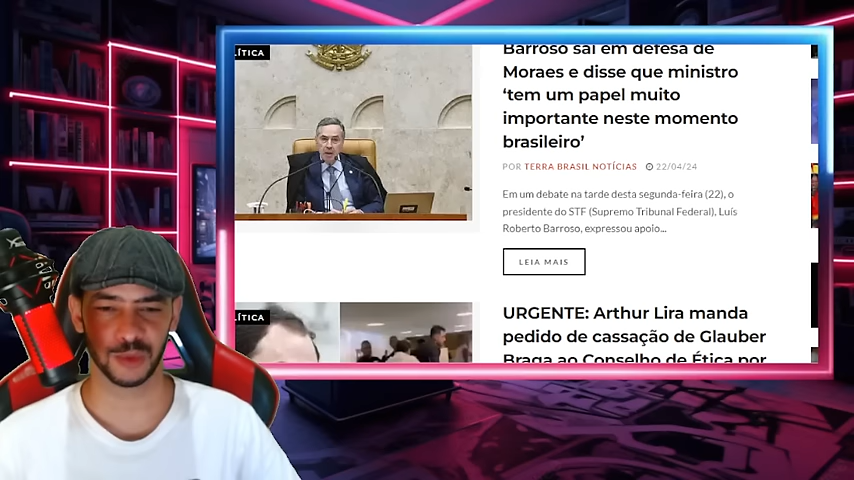 LÍTICA
Barroso sai em defesa de
Moraes e disse que ministro
‘tem um papel muito
importante neste momento
brasileiro’
POR TERRA BRASIL NOTÍCIAS 22/04/24
Em um debate na tarde desta segunda-feira (22), o
presidente do STF (Supremo Tribunal Federal), Luís
Roberto Barroso, expressou apoio...
LEIA MAIS
LÍTICA
URGENTE: Arthur Lira manda
pedido de cassação de Glauber
Braga ao Conselho de Ética por